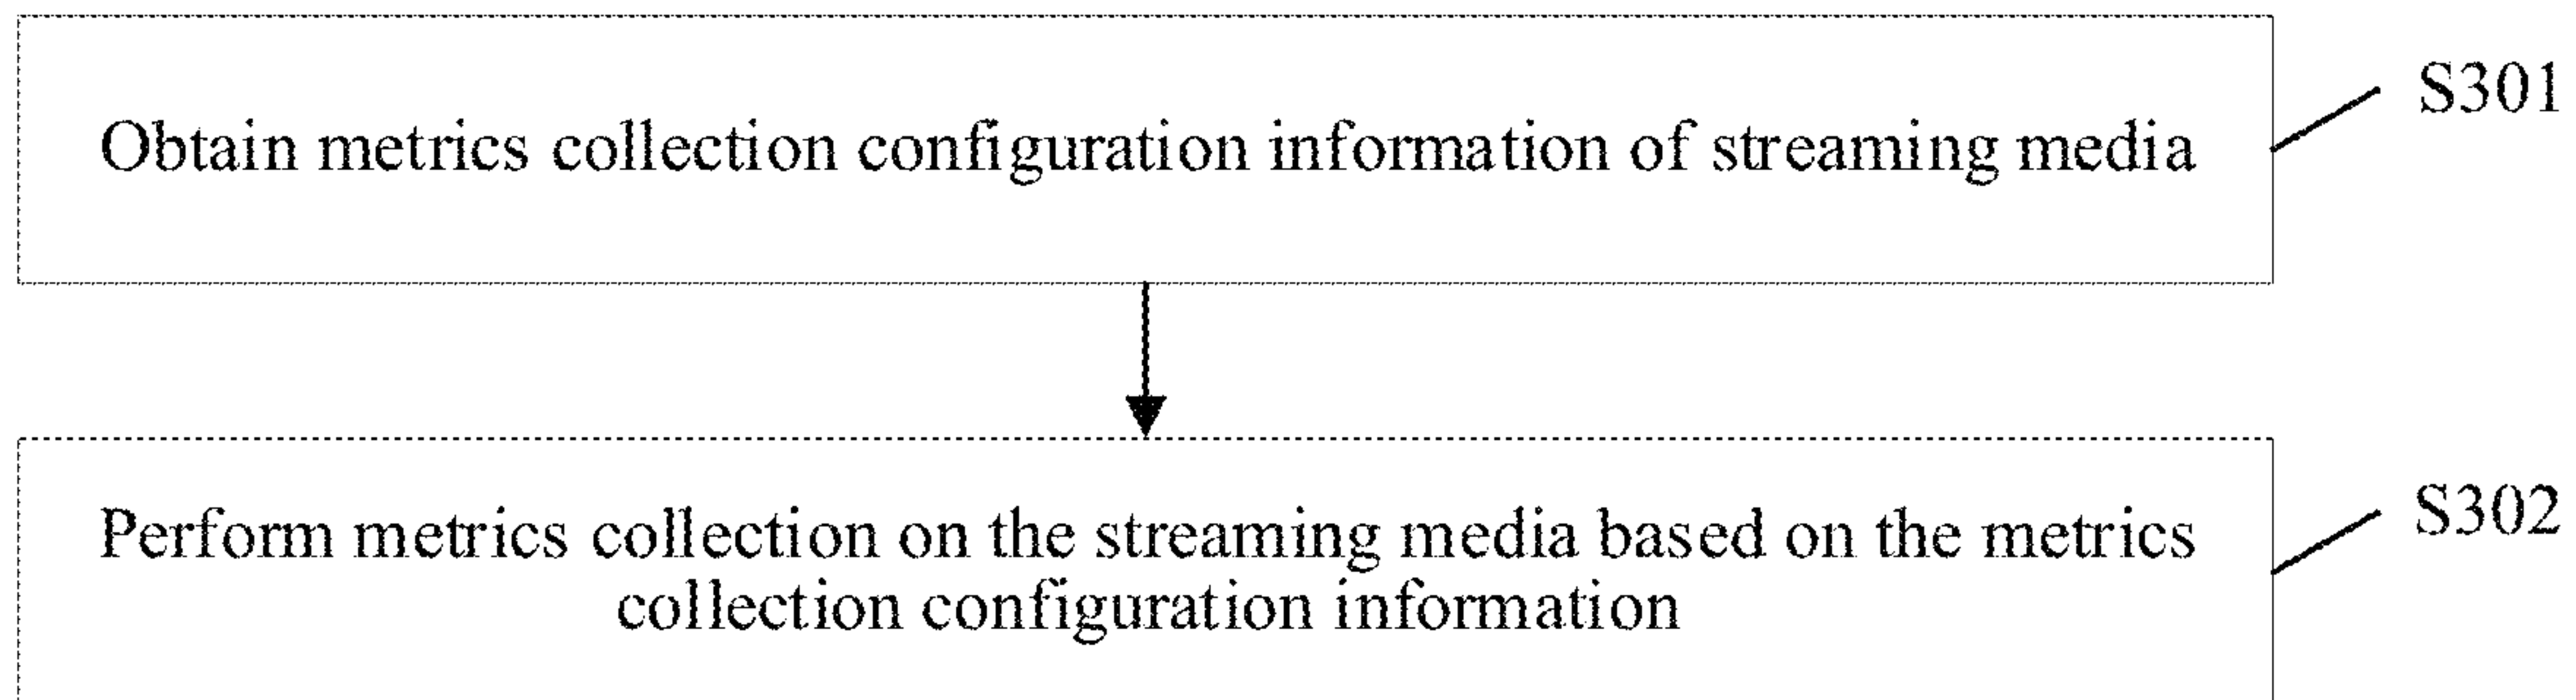 Obtain metrics collection configuration information of streaming media
S301
Perform metrics collection on the streaming media based on the metrics
collection configuration information
S302